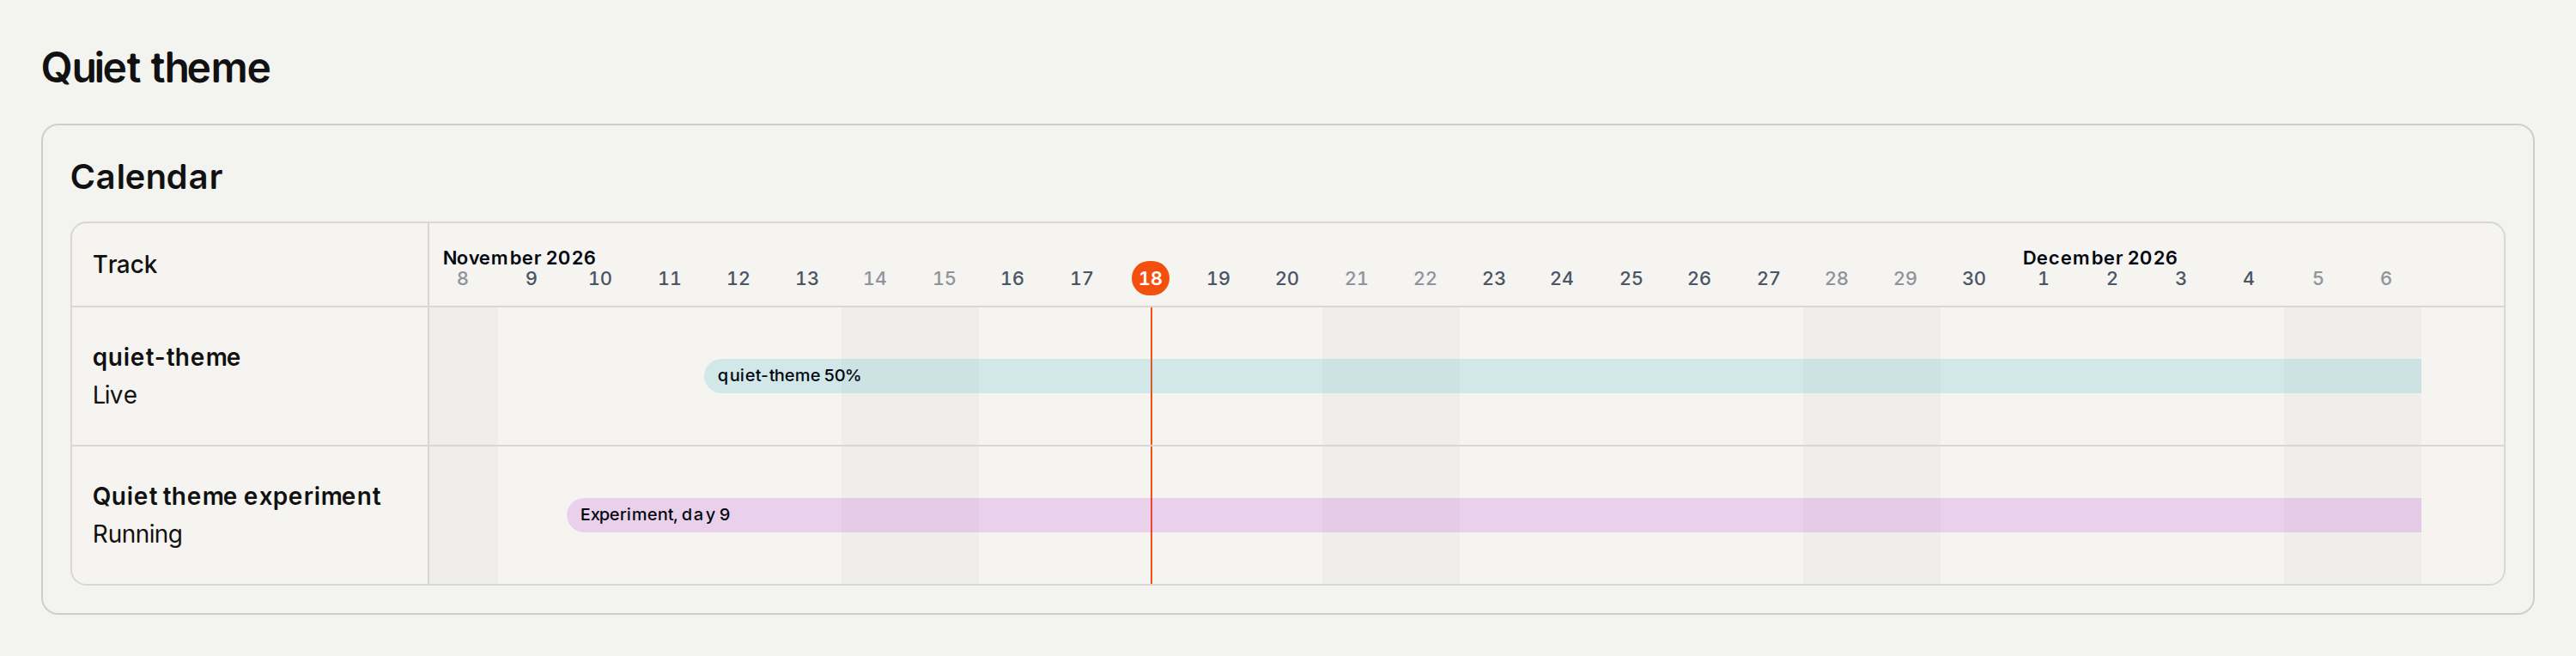 Quiet theme
Calendar
Track
November 2026
December 2026
8 9 10 11 12 13 14 15 16 17 18 19 20 21 22 23 24 25 26 27 28 29 30 1 2 3 4 5 6
quiet-theme
Live
quiet-theme 50%
Quiet theme experiment
Running
Experiment, day 9